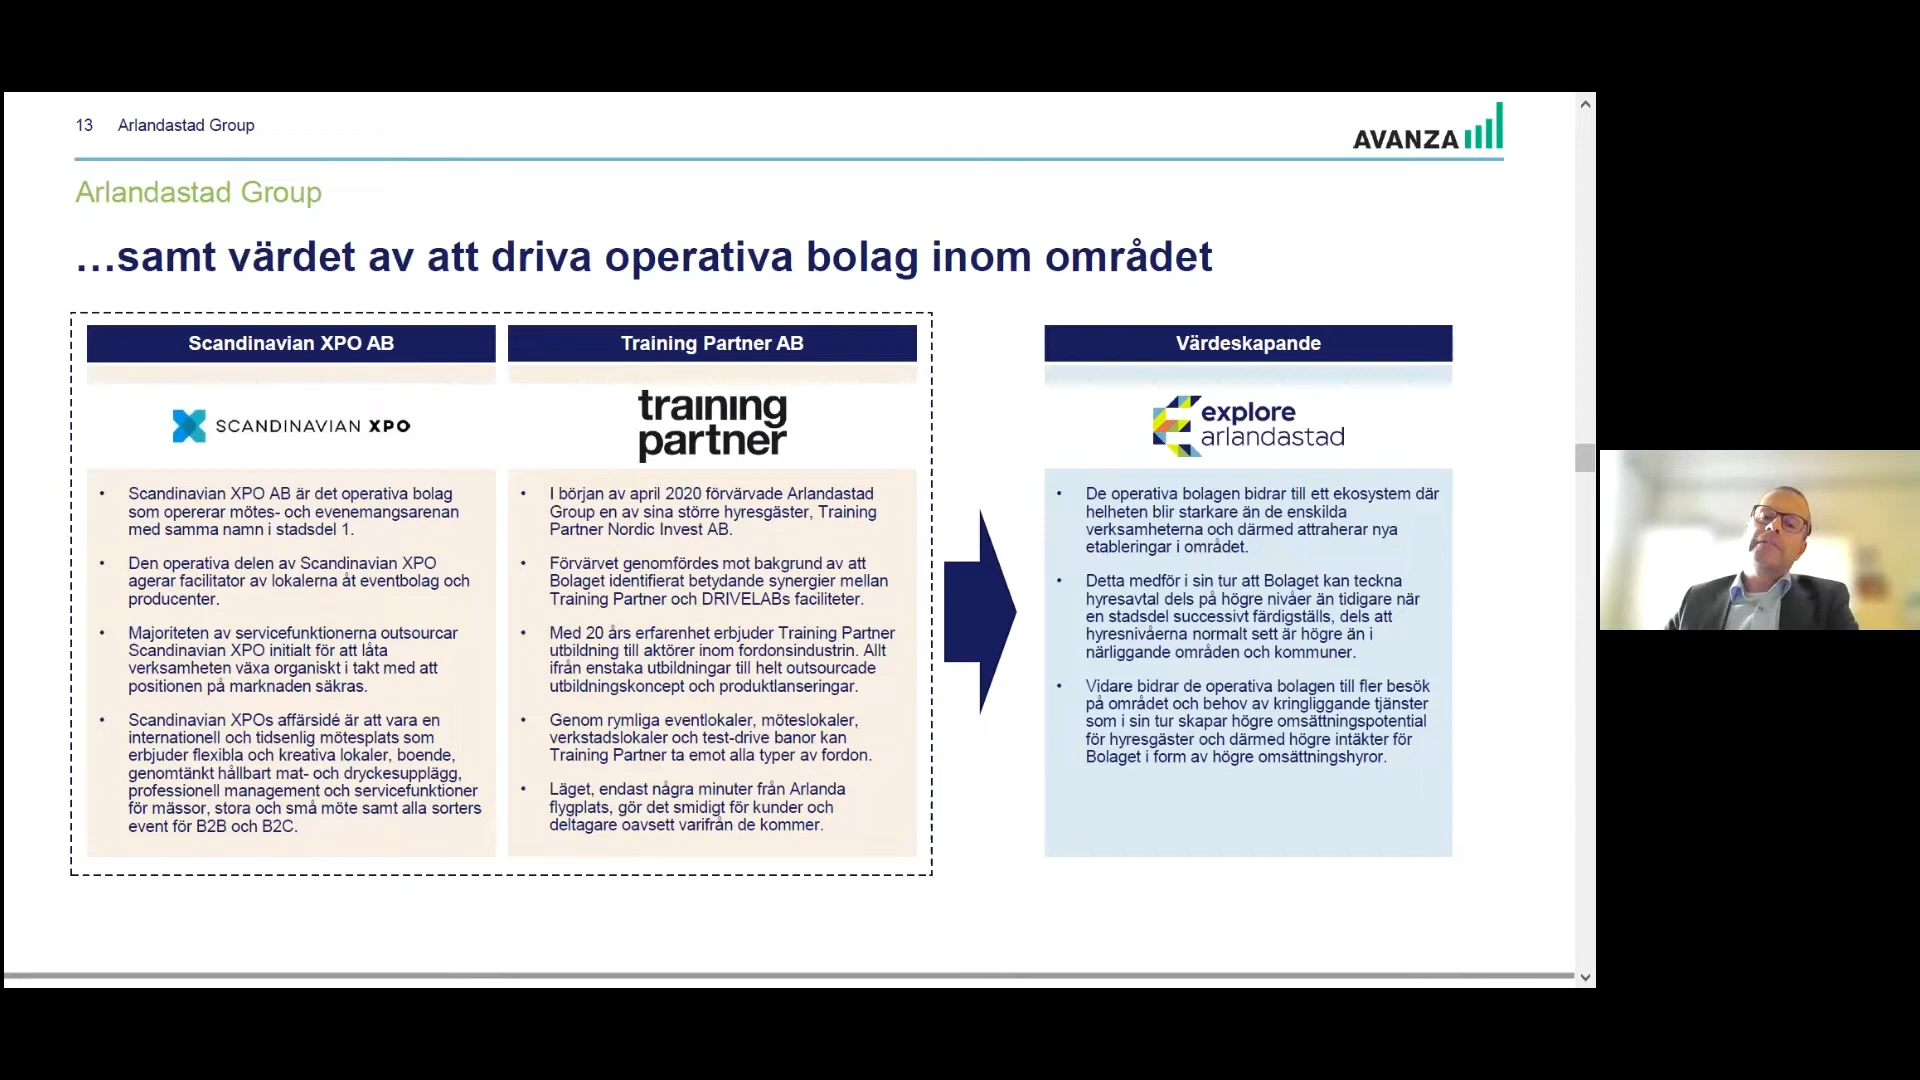 13 Arlandastad Group
AVANZA
Arlandastad Group
…samt värdet av att driva operativa bolag inom området
Scandinavian XPO AB
SCANDINAVIAN XPO
• Scandinavian XPO AB är det operativa bolag
som opererar mötes- och evenemangsarenan
med samma namn i stadsdel 1.
• Den operativa delen av Scandinavian XPO
agerar facilitator av lokalerna åt eventbolag och
producenter.
• Majoriteten av servicefunktionerna outsourcar
Scandinavian XPO initialt för att låta
verksamheten växa organiskt i takt med att
positionen på marknaden säkras.
• Scandinavian XPOs affärsidé är att vara en
internationell och tidsenlig mötesplats som
erbjuder flexibla och kreativa lokaler, boende,
genomtänkt hållbart mat- och dryckesupplägg,
professionell management och servicefunktioner
för mässor, stora och små möte samt alla sorters
event för B2B och B2C.
Training Partner AB
training
partner
• I början av april 2020 förvärvade Arlandastad
Group en av sina större hyresgäster, Training
Partner Nordic Invest AB.
• Förvärvet genomfördes mot bakgrund av att
Bolaget identifierat betydande synergier mellan
Training Partner och DRIVELABs faciliteter.
• Med 20 års erfarenhet erbjuder Training Partner
utbildning till aktörer inom fordonsindustrin. Allt
ifrån enstaka utbildningar till helt outsourcade
utbildningskoncept och produktlanseringar.
• Genom rymliga eventlokaler, möteslokaler,
verkstadslokaler och test-drive banor kan
Training Partner ta emot alla typer av fordon.
• Läget, endast några minuter från Arlanda
flygplats, gör det smidigt för kunder och
deltagare oavsett varifrån de kommer.
Värdeskapande
explore
arlandastad
• De operativa bolagen bidrar till ett ekosystem där
helheten blir starkare än de enskilda
verksamheterna och därmed attraherar nya
etableringar i området.
• Detta medför i sin tur att Bolaget kan teckna
hyresavtal dels på högre nivåer än tidigare när
en stadsdel successivt färdigställs, dels att
hyresnivåerna normalt sett är högre än i
närliggande områden och kommuner.
• Vidare bidrar de operativa bolagen till fler besök
på området och behov av kringliggande tjänster
som i sin tur skapar högre omsättningspotential
för hyresgäster och därmed högre intäkter för
Bolaget i form av högre omsättningshyror.